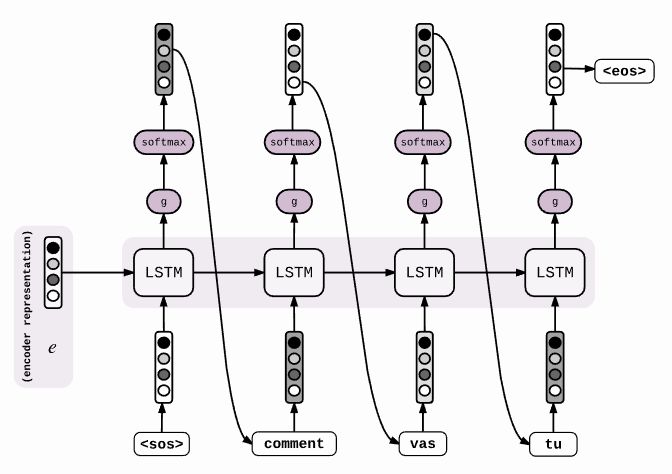 <eos>
softmax
softmax
softmax
softmax
g
g
g
g
(encoder representation)
e
LSTM
LSTM
LSTM
LSTM
<sos>
comment
vas
tu